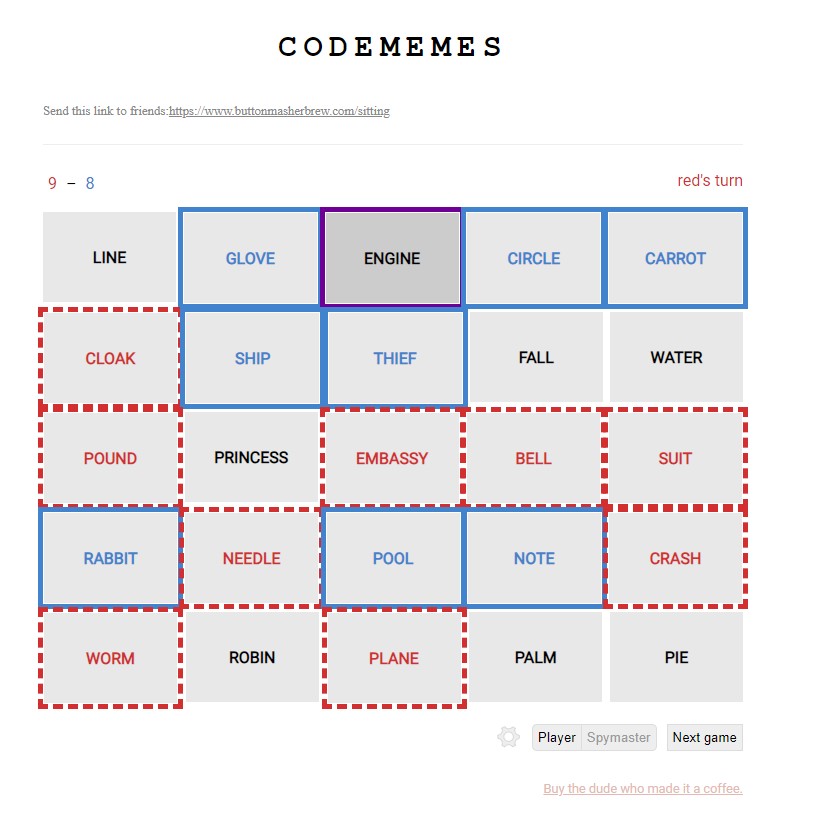 CODEMEMES
Send this link to friends:https://www.buttonmasherbrew.com/sitting
9 – 8 red's turn
LINE GLOVE ENGINE CIRCLE CARROT
CLOAK SHIP THIEF FALL WATER
POUND PRINCESS EMBASSY BELL SUIT
RABBIT NEEDLE POOL NOTE CRASH
WORM ROBIN PLANE PALM PIE
Player Spymaster Next game
Buy the dude who made it a coffee.